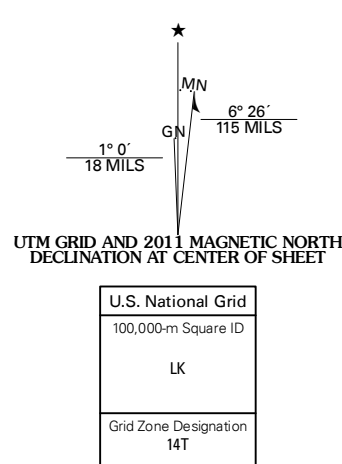 MN
GN
6° 26´
115 MILS
1° 0´
18 MILS
UTM GRID AND 2011 MAGNETIC NORTH
DECLINATION AT CENTER OF SHEET
U.S. National Grid
100,000-m Square ID
LK
Grid Zone Designation
14T